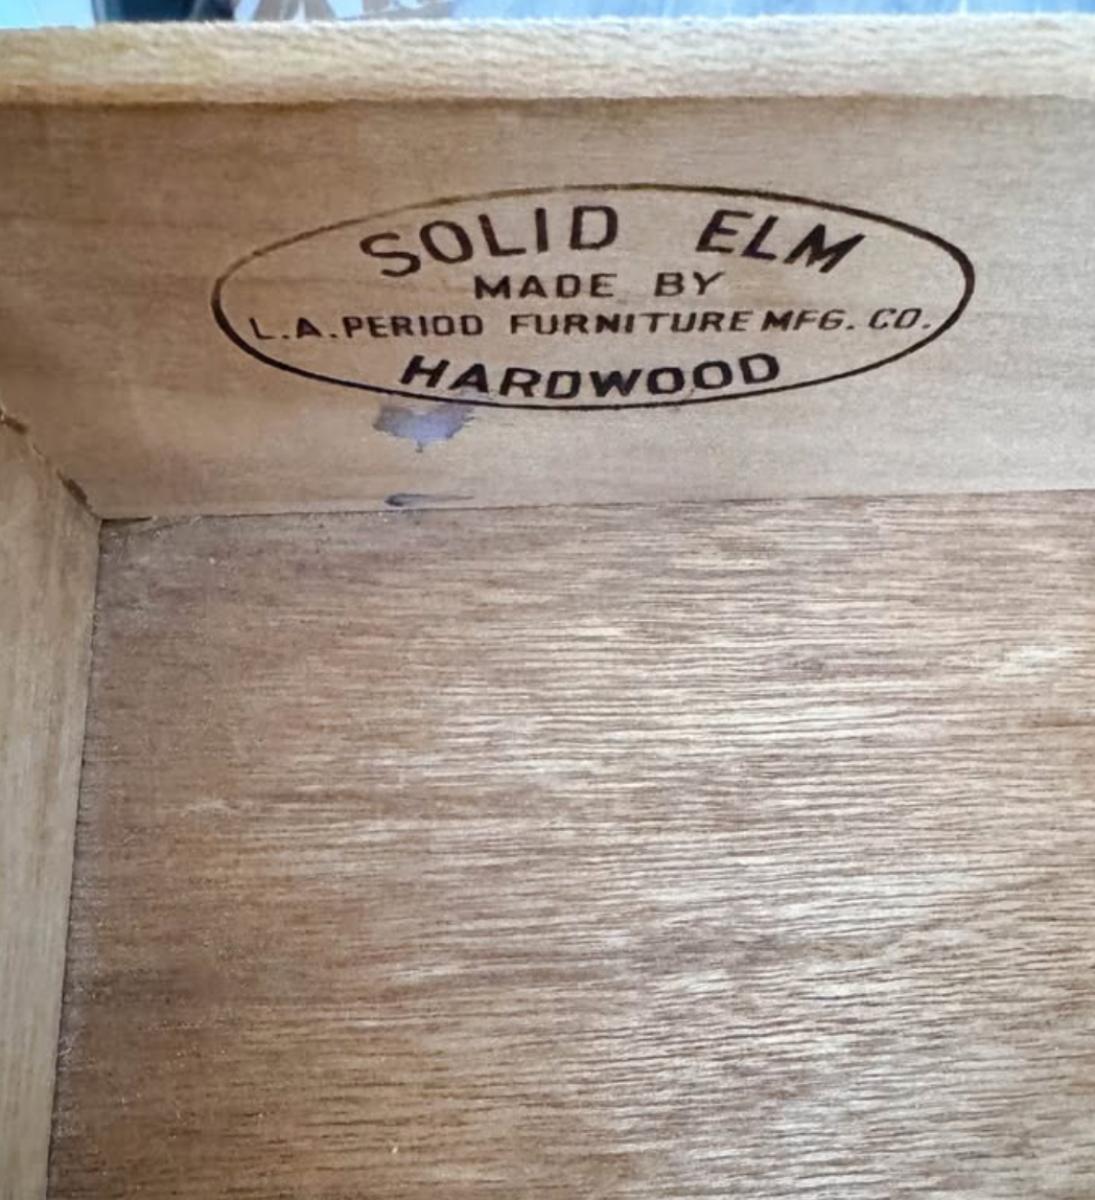 SOLID ELM
MADE BY
L.A. PERIOD FURNITURE MFG. CO.
HARDWOOD